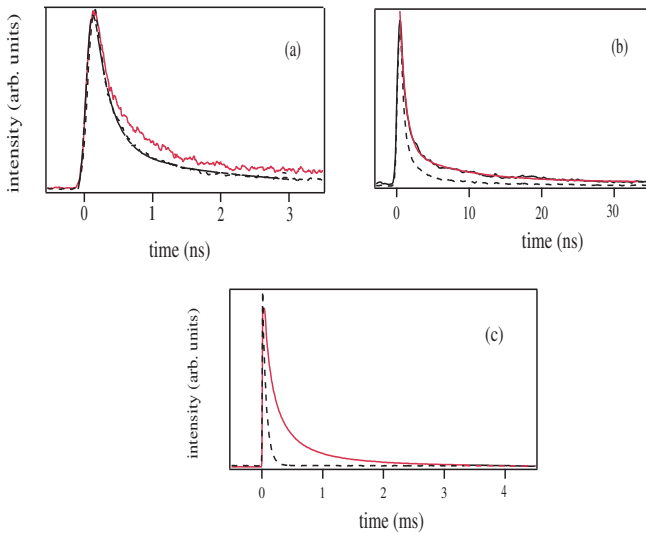 (a)
intensity (arb. units)
0
1
2
3
time (ns)
(b)
0
10
20
30
time (ns)
(c)
intensity (arb. units)
0
1
2
3
4
time (ms)